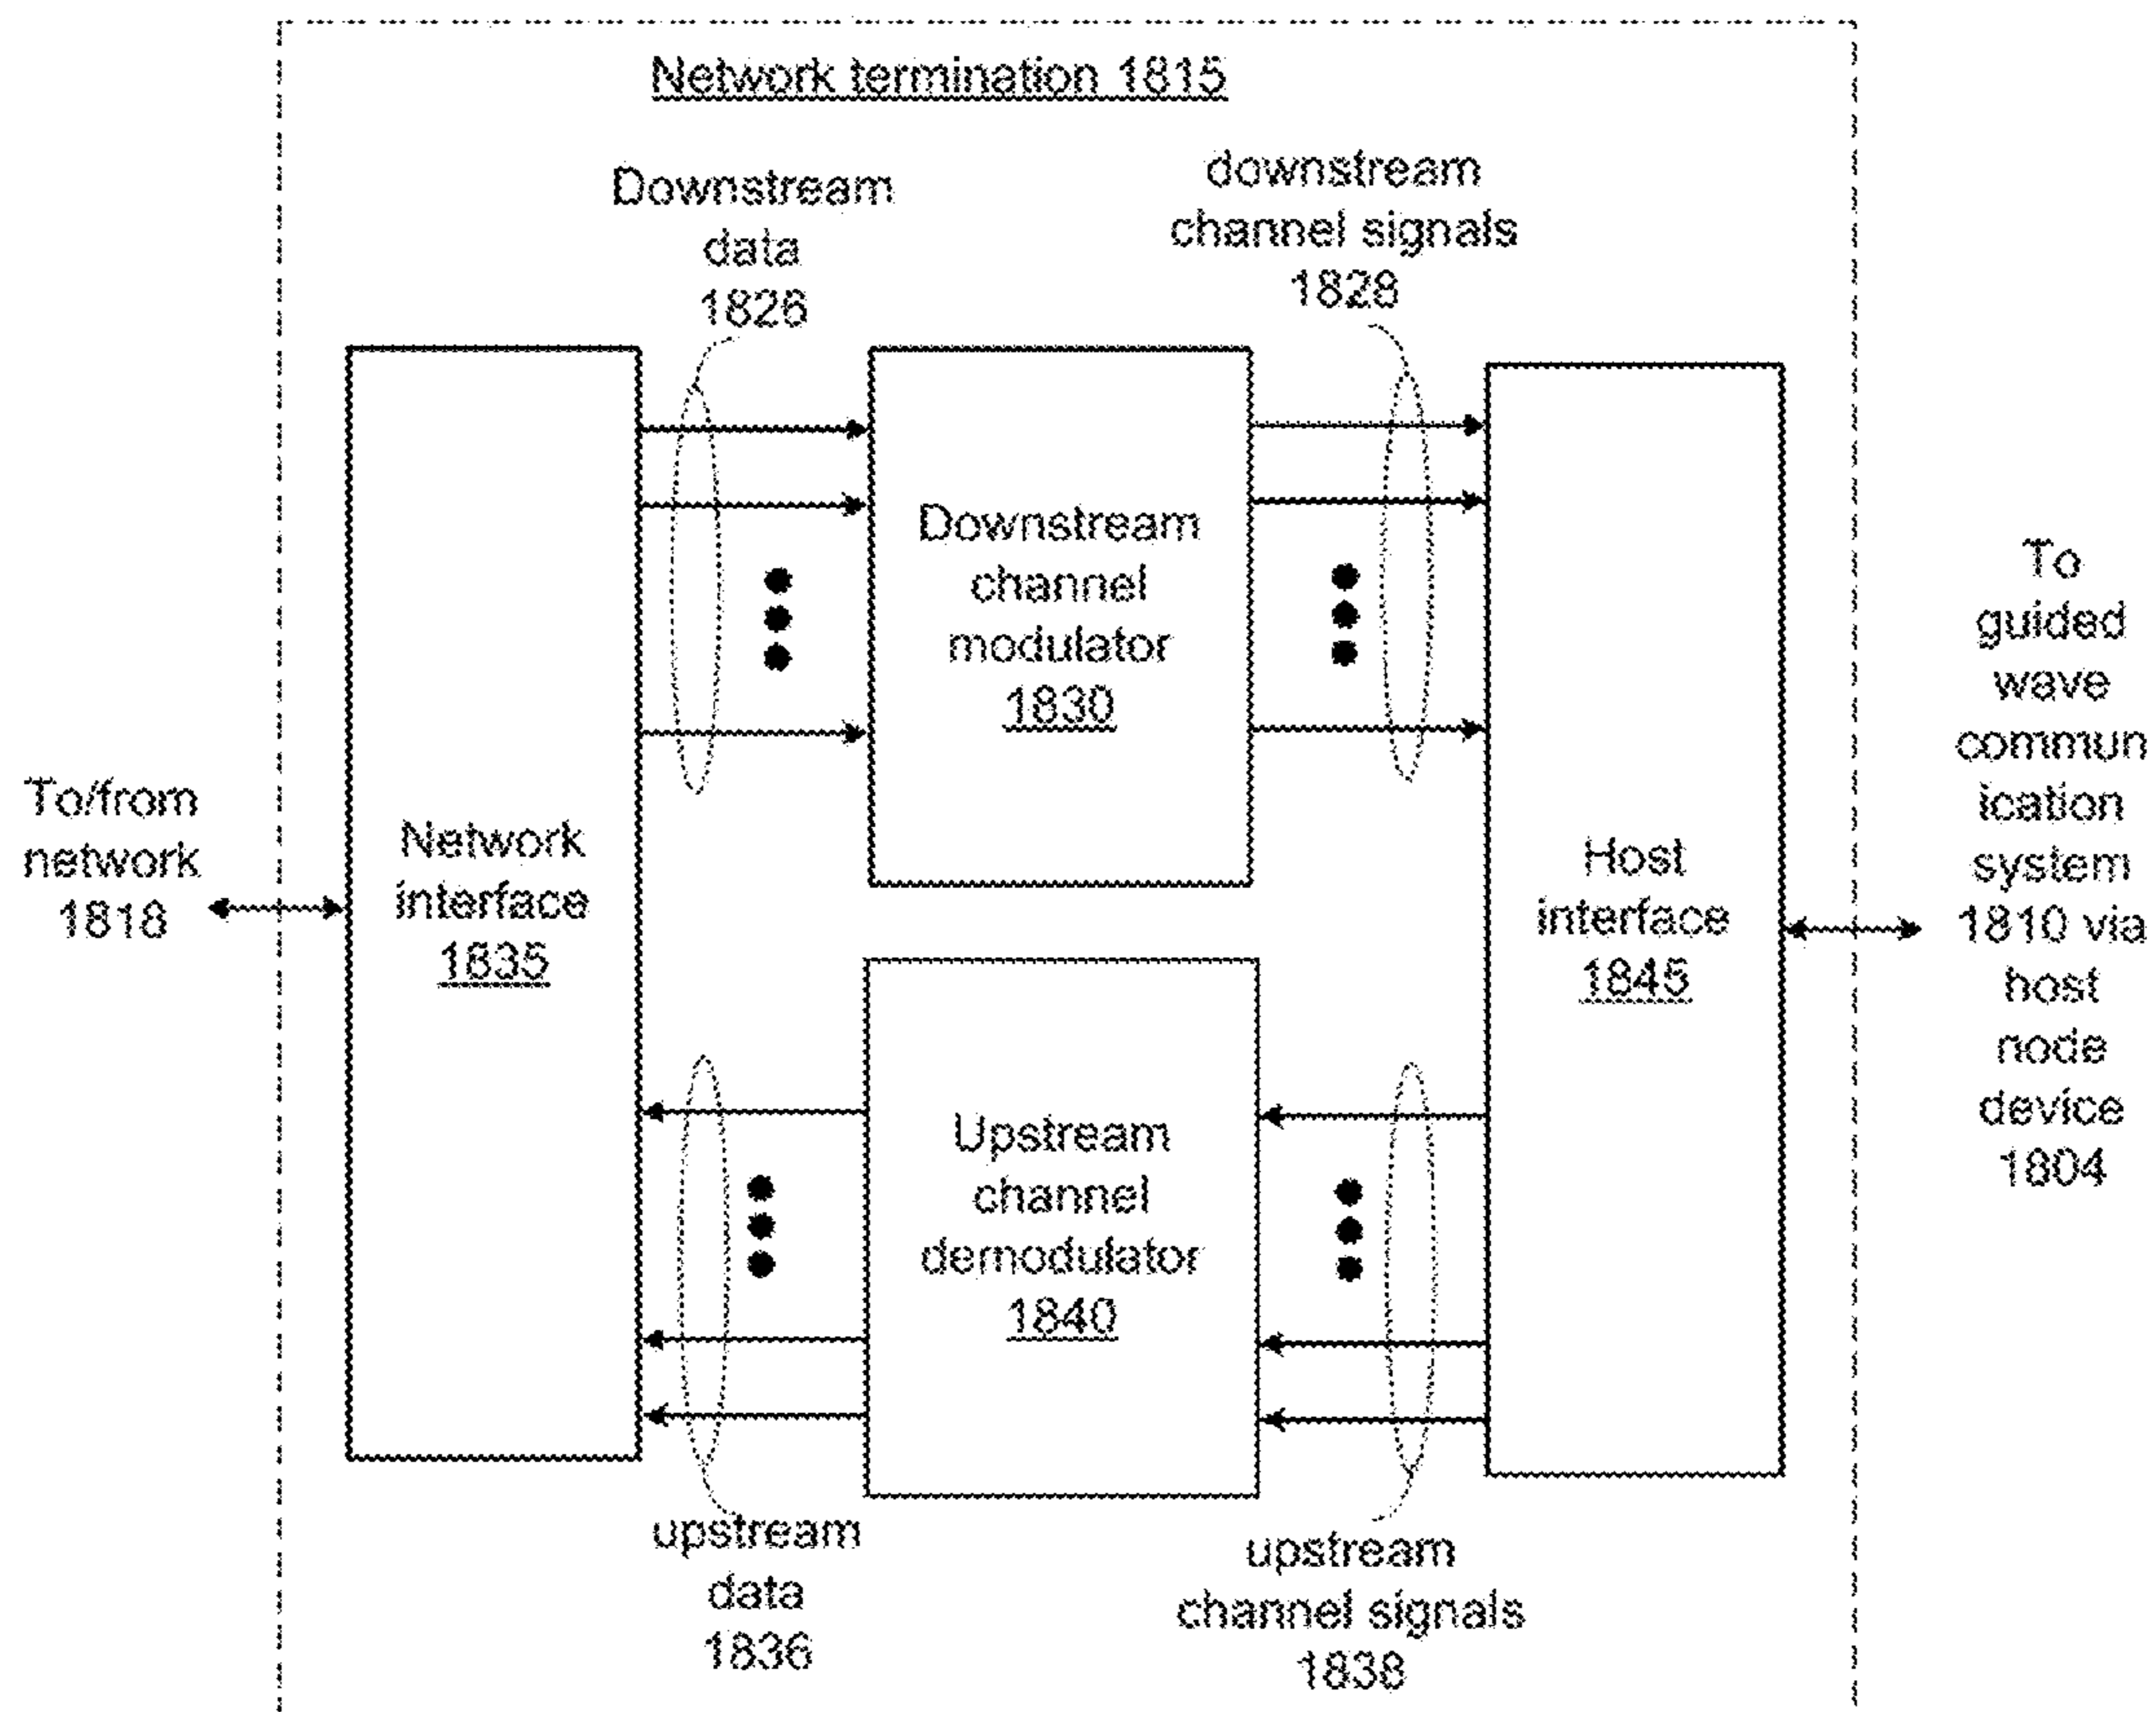 Network termination 1815
Downstream
data
1826
downstream
channel signals
1828
Downstream
channel
modulator
1830
To/from
network
1818
Network
interface
1835
Host
interface
1845
To
guided
wave
commun
ication
system
1810 via
host
node
device
1804
Upstream
channel
demodulator
1840
upstream
data
1836
upstream
channel signals
1838